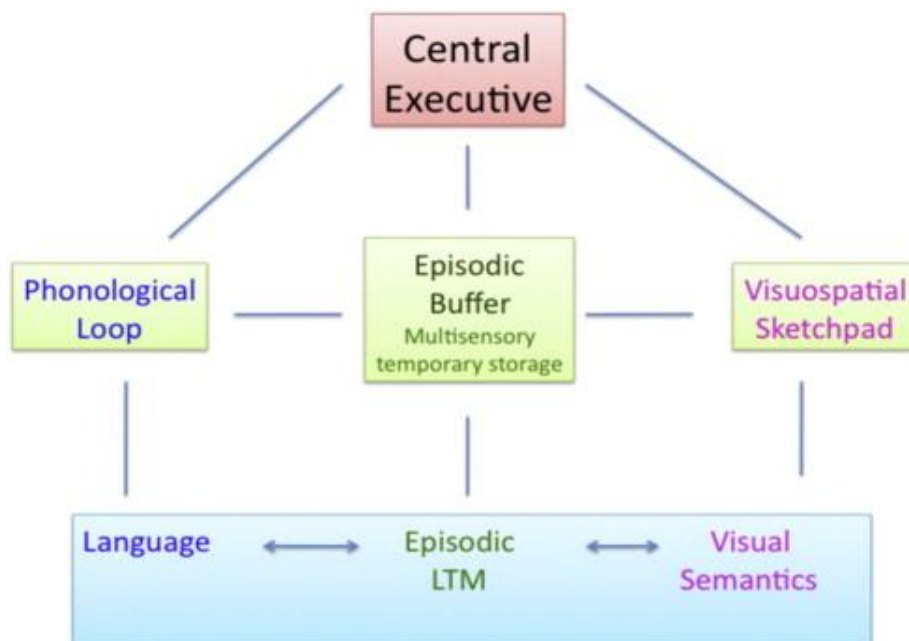 Central
Executive
Phonological
Loop
Episodic
Buffer
Multisensory
temporary storage
Visuospatial
Sketchpad
Language
Episodic
LTM
Visual
Semantics